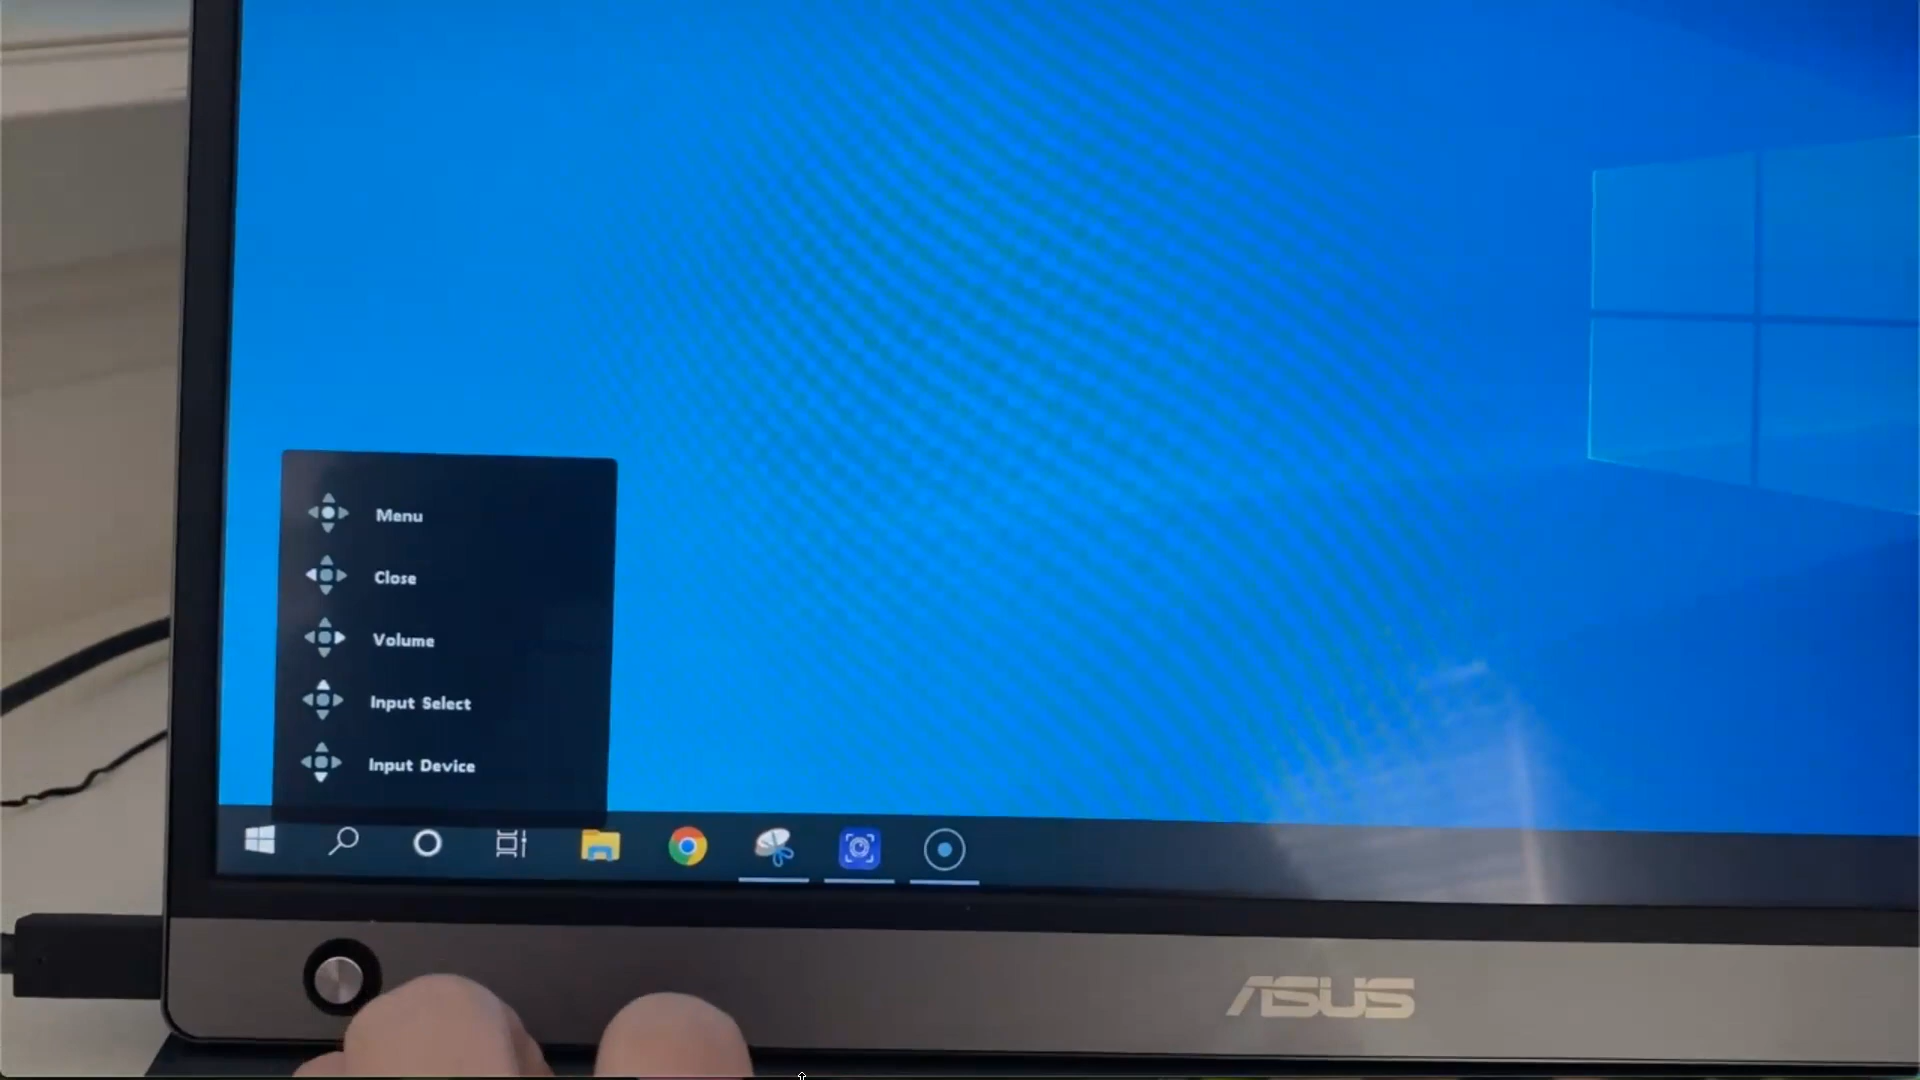 Menu
Close
Volume
Input Select
Input Device
ASUS